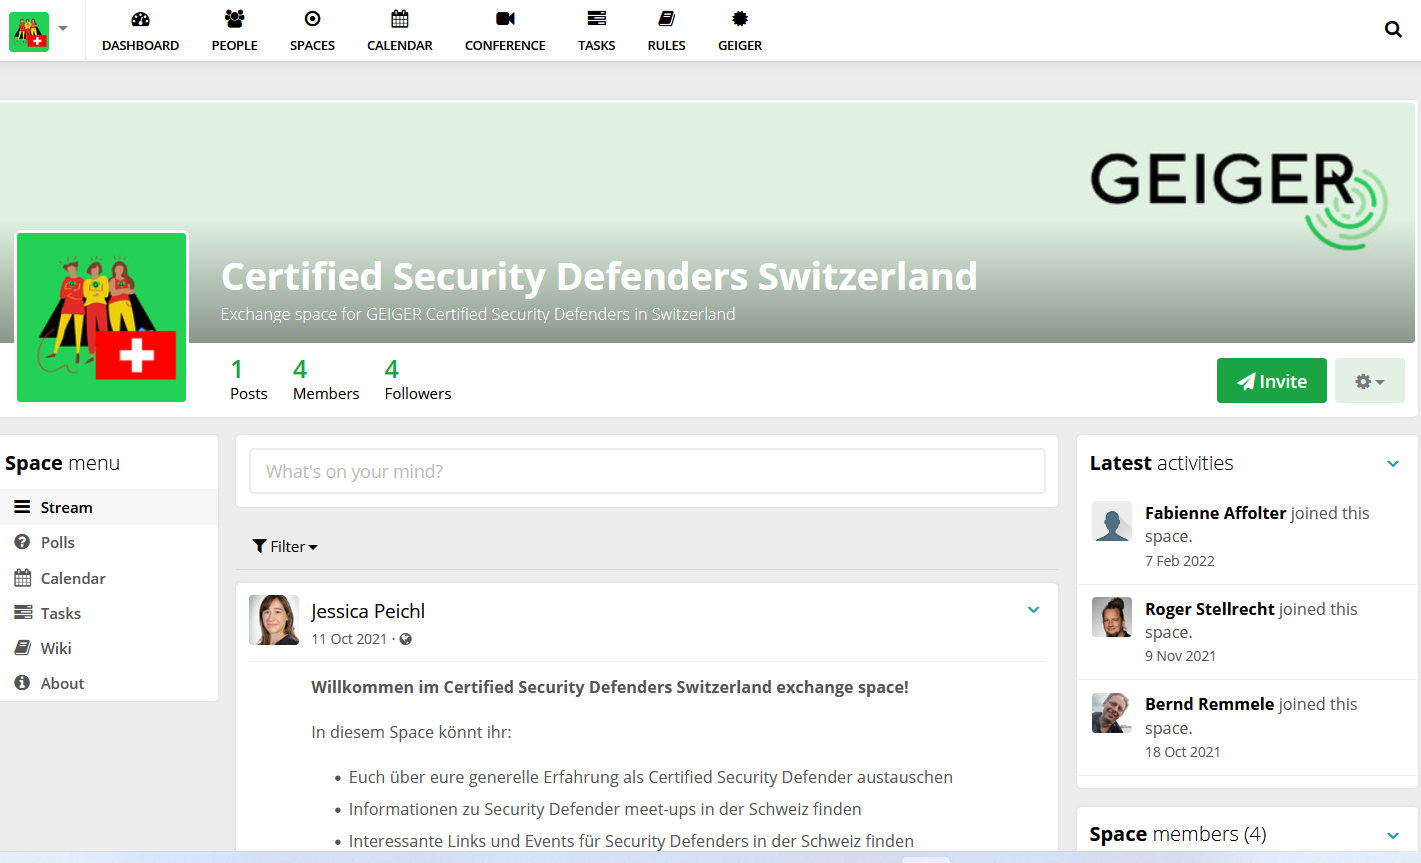 DASHBOARD PEOPLE SPACES CALENDAR CONFERENCE TASKS RULES GEIGER
GEIGER
Certified Security Defenders Switzerland
Exchange space for GEIGER Certified Security Defenders in Switzerland
1 4 4
Posts Members Followers
Invite
Space menu
Stream
Polls
Calendar
Tasks
Wiki
About
What's on your mind?
Filter
Jessica Peichl
11 Oct 2021 ·
Willkommen im Certified Security Defenders Switzerland exchange space!
In diesem Space könnt ihr:
• Euch über eure generelle Erfahrung als Certified Security Defender austauschen
• Informationen zu Security Defender meet-ups in der Schweiz finden
• Interessante Links und Events für Security Defenders in der Schweiz finden
Latest activities
Fabienne Affolter joined this
space.
7 Feb 2022
Roger Stellrecht joined this
space.
9 Nov 2021
Bernd Remmele joined this
space.
18 Oct 2021
Space members (4)